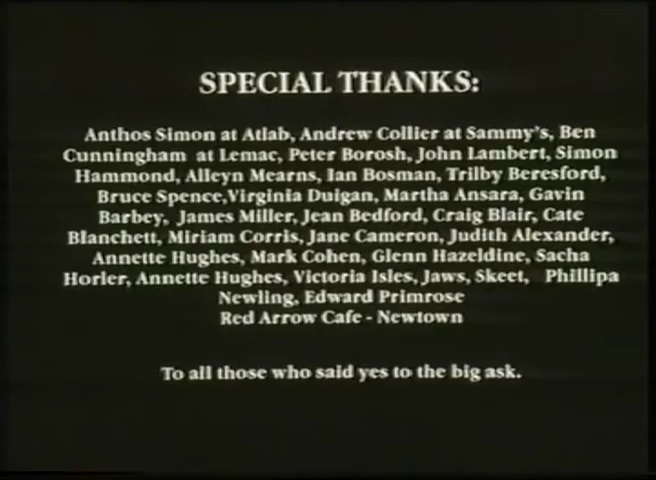 SPECIAL THANKS:
Anthos Simon at Atlab, Andrew Collier at Sammy's, Ben
Cunningham at Lemac, Peter Borosh, John Lambert, Simon
Hammond, Alleyn Mearns, Ian Bosman, Trilby Beresford,
Bruce Spence,Virginia Duigan, Martha Ansara, Gavin
Barbey, James Miller, Jean Bedford, Craig Blair, Cate
Blanchett, Miriam Corris, Jane Cameron, Judith Alexander,
Annette Hughes, Mark Cohen, Glenn Hazeldine, Sacha
Horler, Annette Hughes, Victoria Isles, Jaws, Skeet, Phillipa
Newling, Edward Primrose
Red Arrow Cafe - Newtown
To all those who said yes to the big ask.